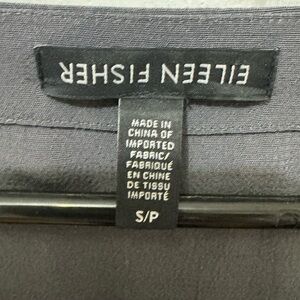 EILEEN FISHER
MADE IN
CHINA OF
IMPORTED
FABRIC/
FABRIQUÉ
EN CHINE
DE TISSU
IMPORTÉ
S/P